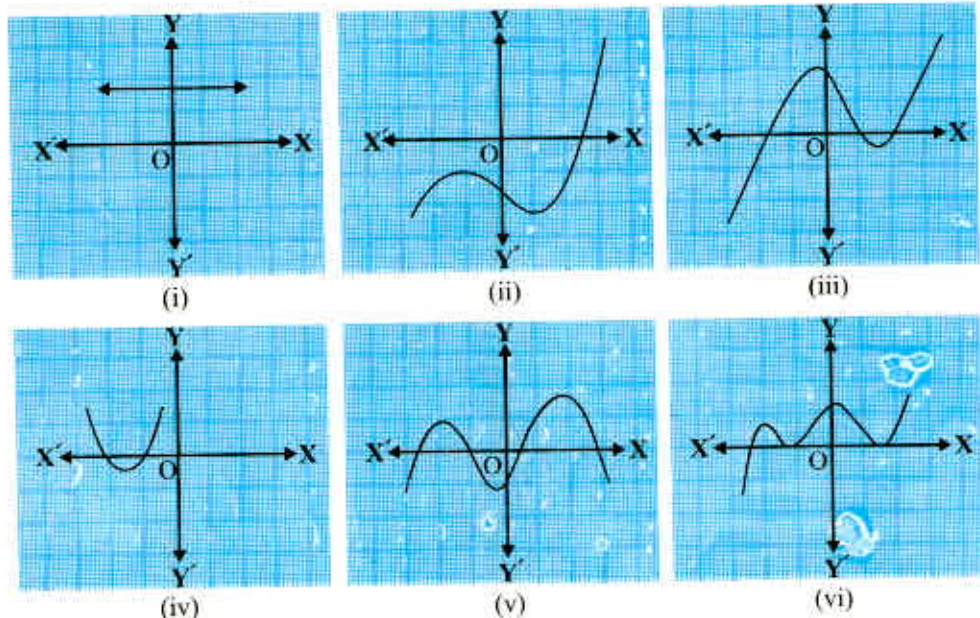 Y Y Y
X′ O X X′ O X X′ O X
Y′ Y′ Y′
(i) (ii) (iii)
Y Y Y
X′ O X X′ O X X′ O X
Y′ Y′ Y′
(iv) (v) (vi)